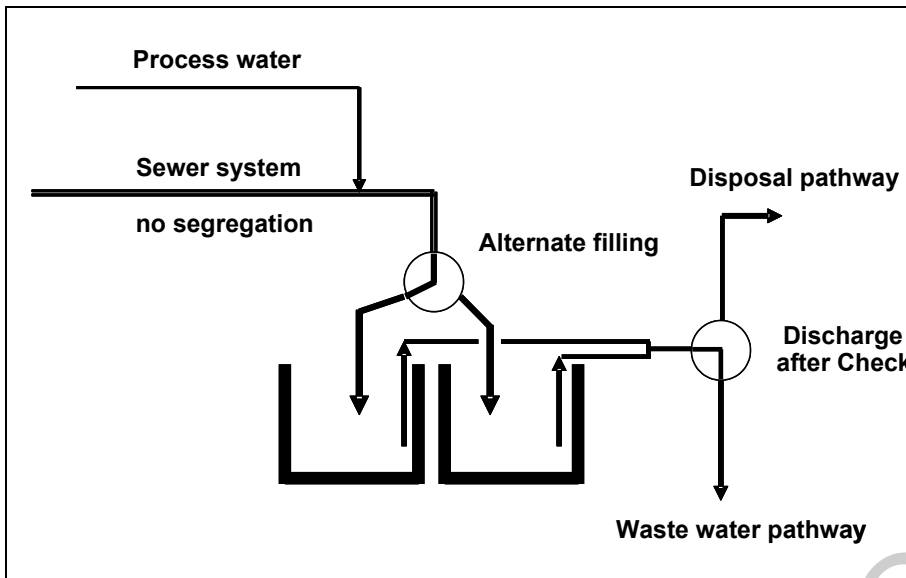 Process water
Sewer system
no segregation
Alternate filling
Disposal pathway
Discharge
after Check
Waste water pathway